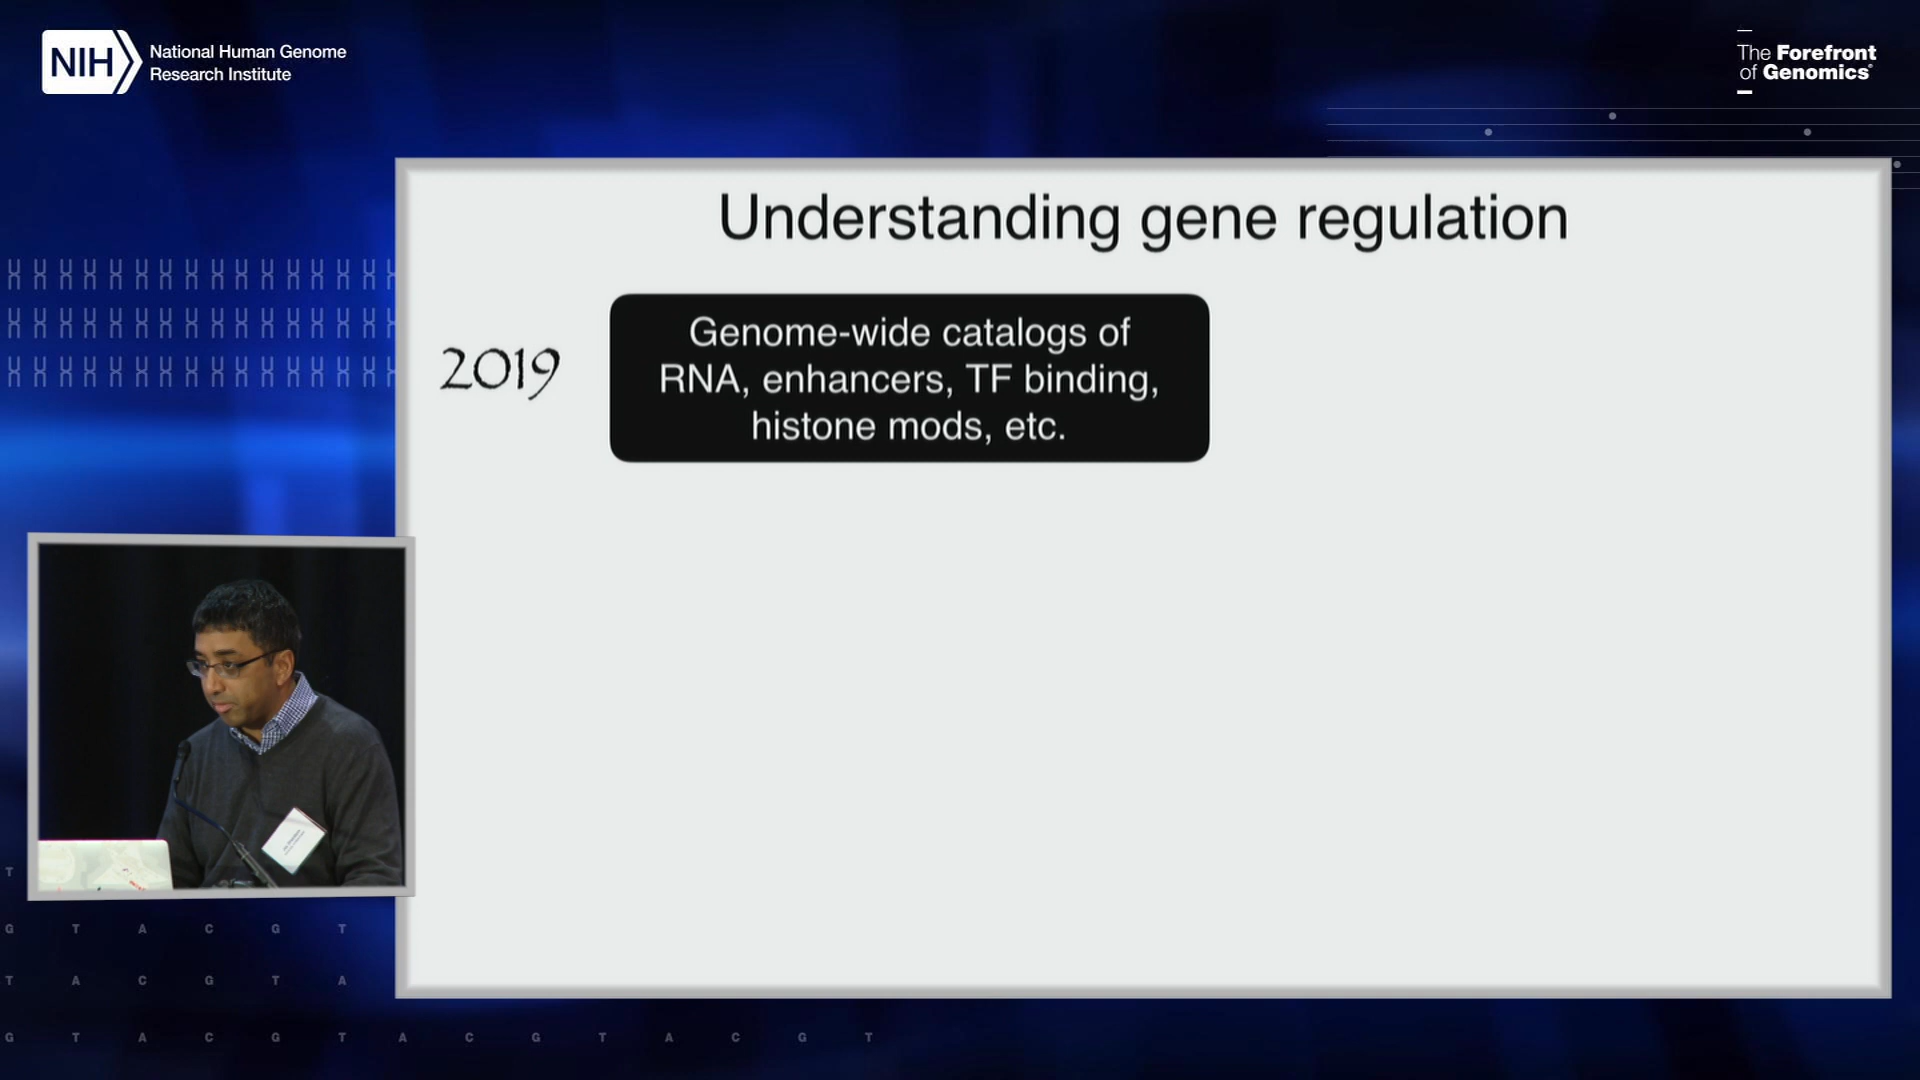 NIH
National Human Genome
Research Institute
The Forefront
of Genomics®
Understanding gene regulation
2019
Genome-wide catalogs of
RNA, enhancers, TF binding,
histone mods, etc.
T
G T A C G T
T A C G T A
G T A C G T A C G T A C G T